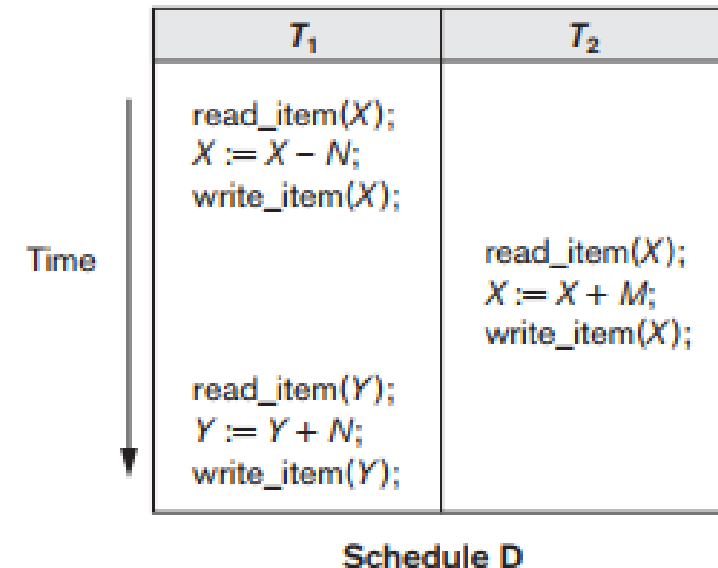 T₁ T₂
read_item(X);
X := X – N;
write_item(X);
Time
read_item(X);
X := X + M;
write_item(X);
read_item(Y);
Y := Y + N;
write_item(Y);
Schedule D